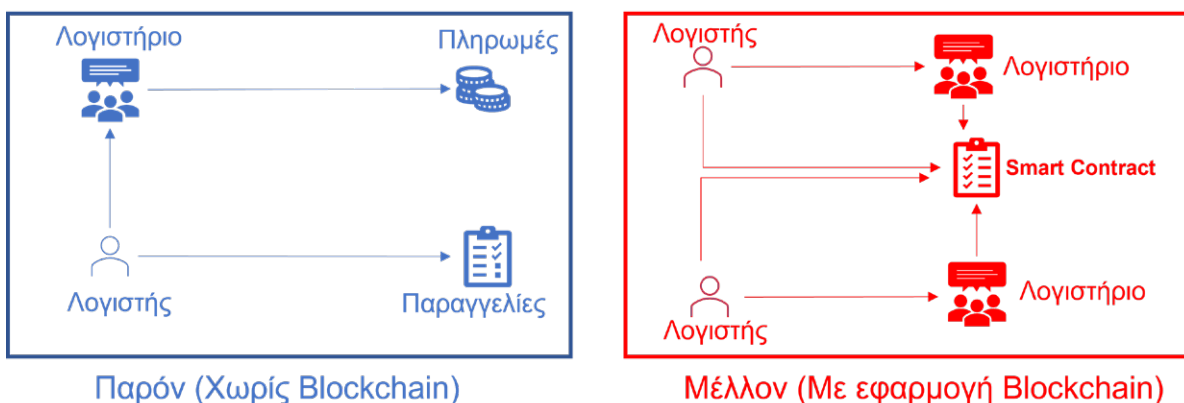 Λογιστήριο
Πληρωμές
Λογιστής
Παραγγελίες
Παρόν (Χωρίς Blockchain)
Λογιστής
Λογιστήριο
Smart Contract
Λογιστήριο
Λογιστής
Μέλλον (Με εφαρμογή Blockchain)